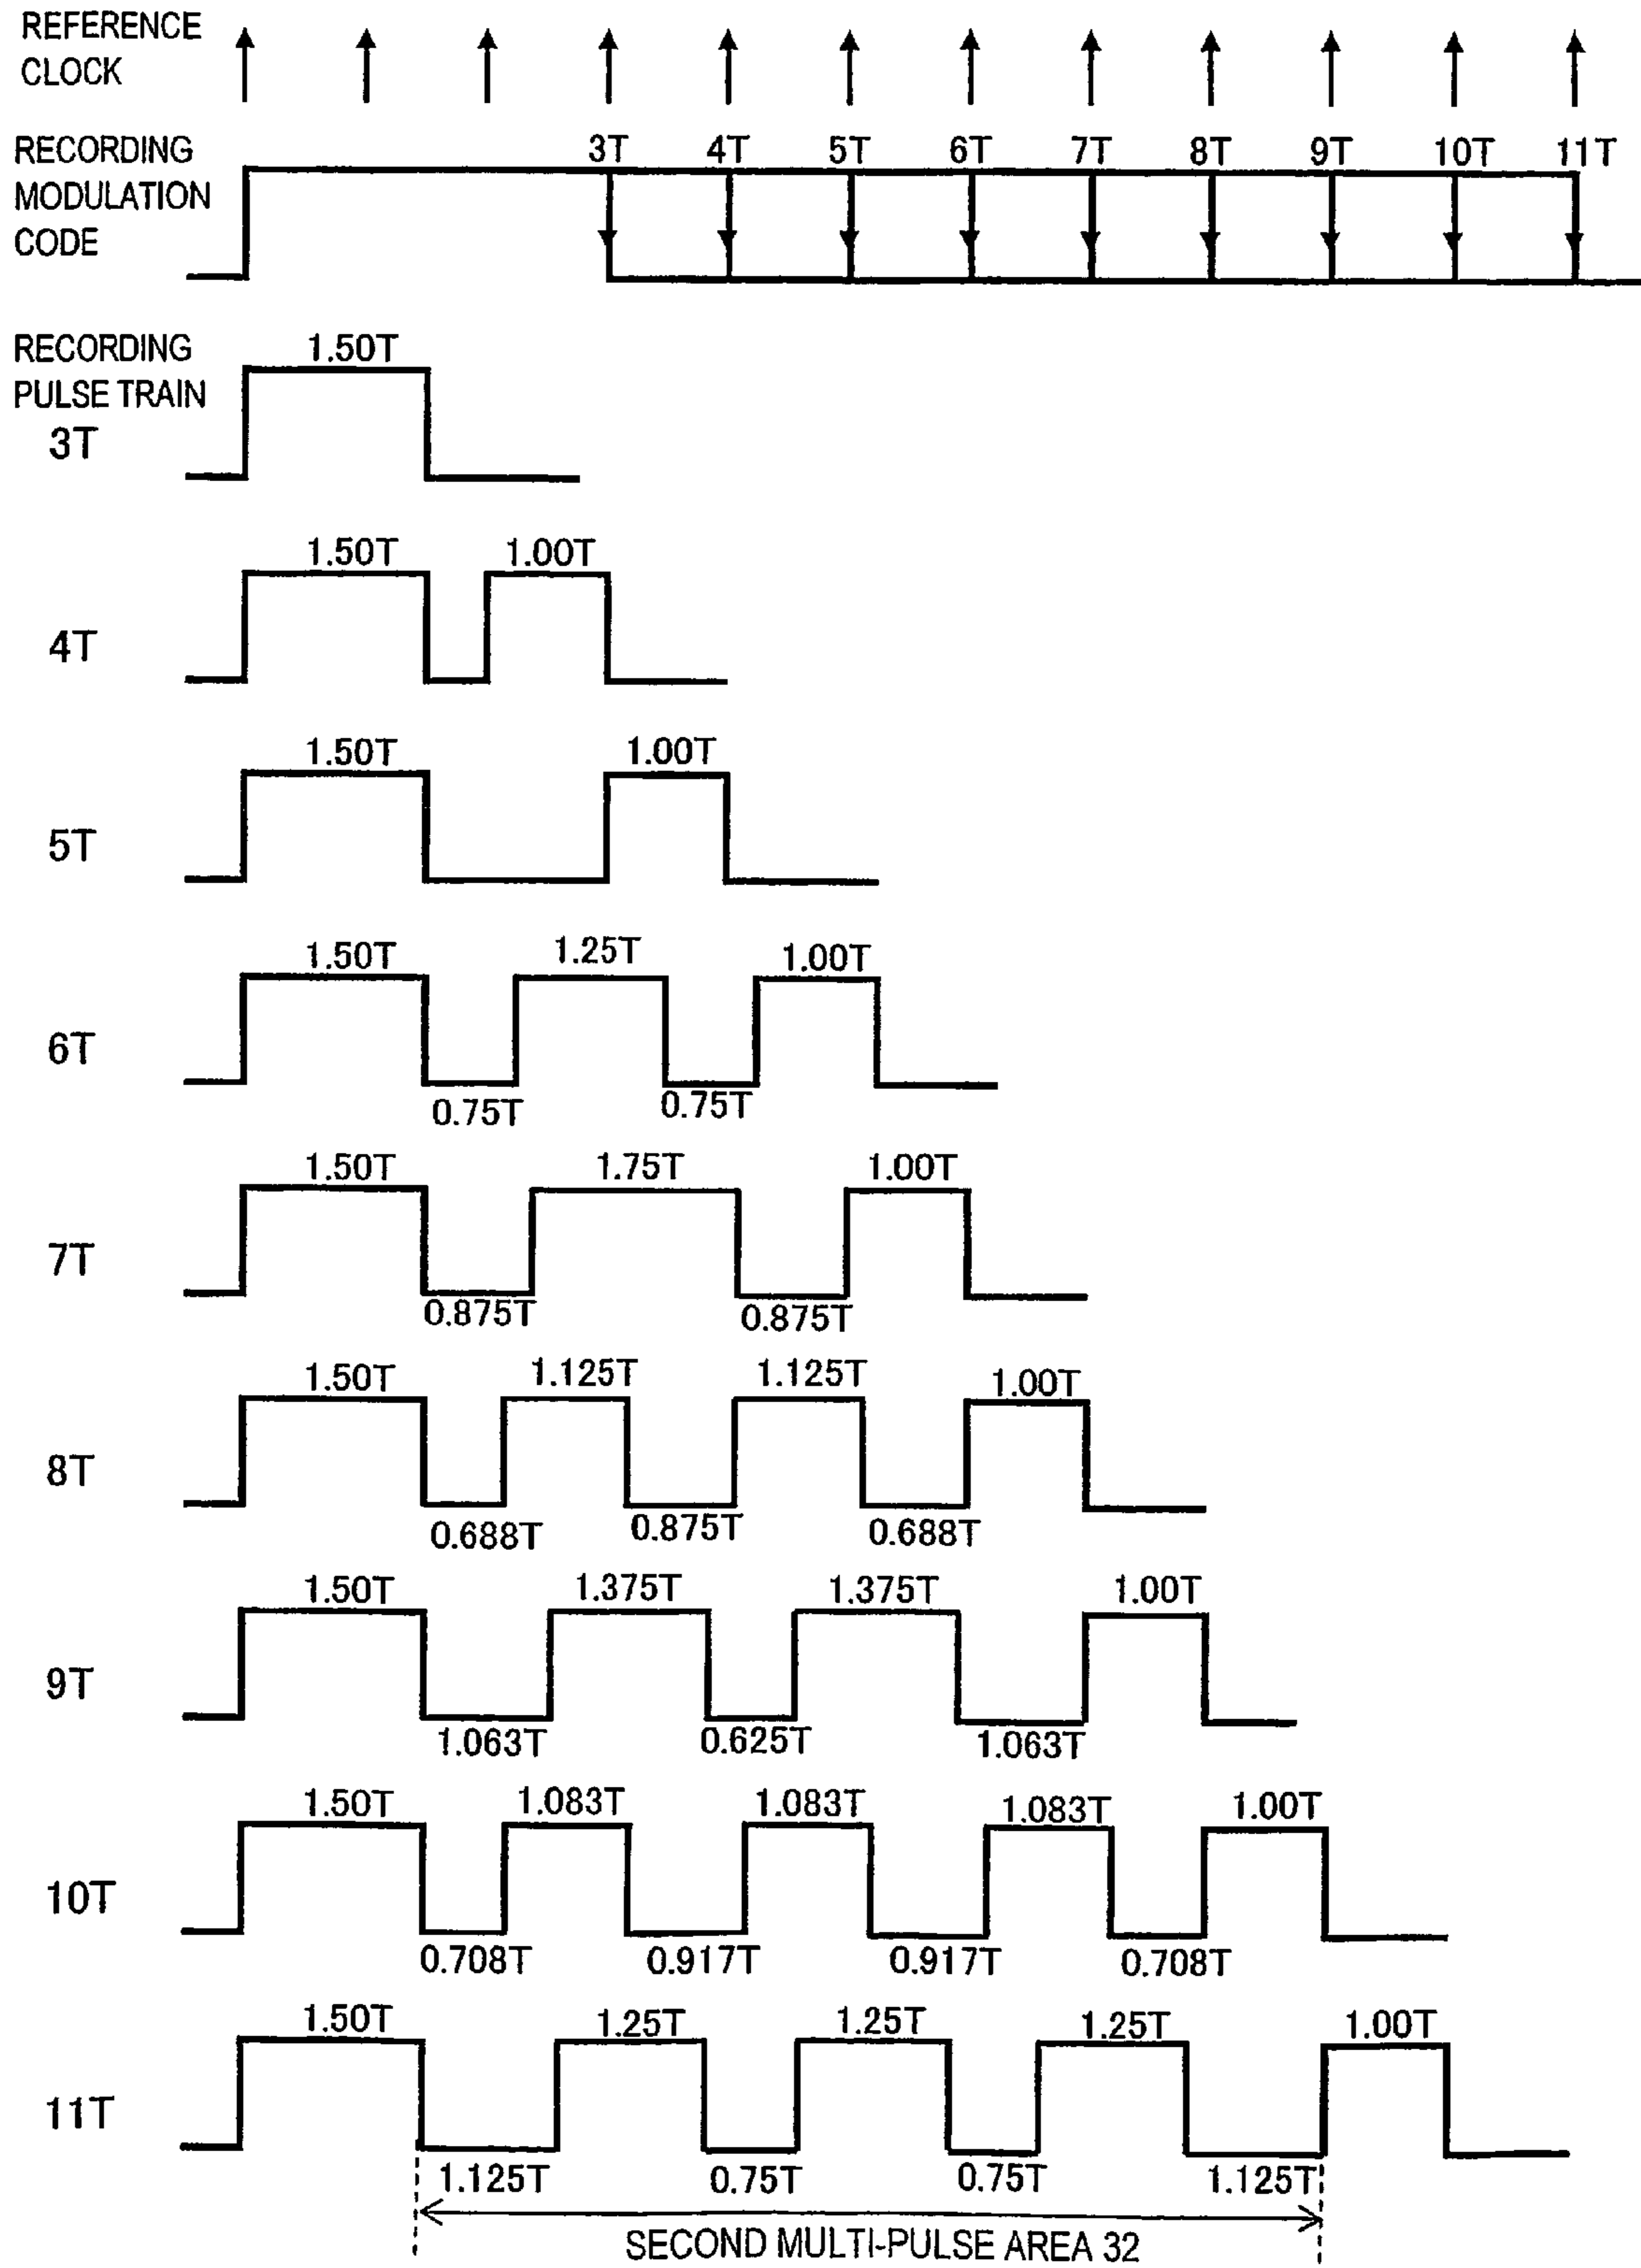 REFERENCE
CLOCK
RECORDING
MODULATION
CODE
3T 4T 5T 6T 7T 8T 9T 10T 11T
RECORDING
PULSE TRAIN
3T
1.50T
4T
1.50T 1.00T
5T
1.50T 1.00T
6T
1.50T 1.25T 1.00T
0.75T 0.75T
7T
1.50T 1.75T 1.00T
0.875T 0.875T
8T
1.50T 1.125T 1.125T 1.00T
0.688T 0.875T 0.688T
9T
1.50T 1.375T 1.375T 1.00T
1.063T 0.625T 1.063T
10T
1.50T 1.083T 1.083T 1.083T 1.00T
0.708T 0.917T 0.917T 0.708T
11T
1.50T 1.25T 1.25T 1.25T 1.00T
1.125T 0.75T 0.75T 1.125T
SECOND MULTI-PULSE AREA 32